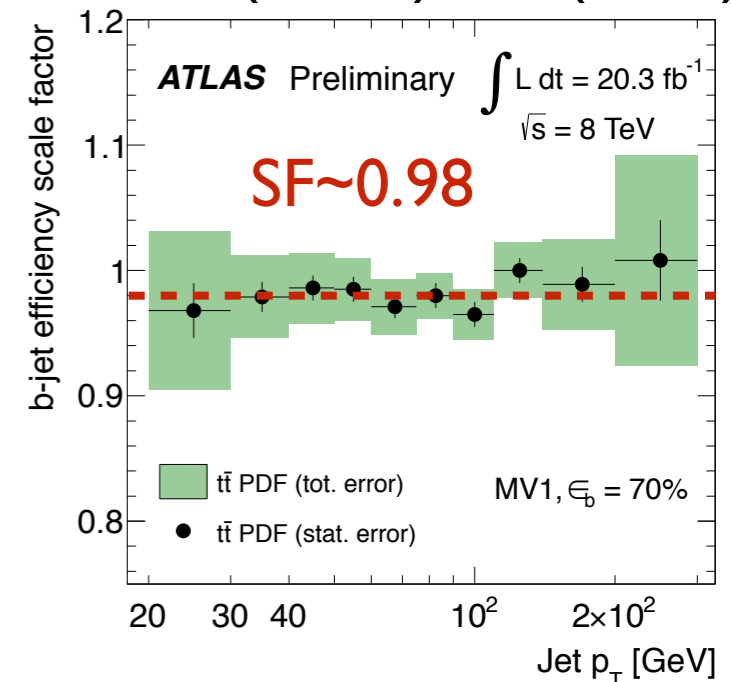 1.2
ATLAS Preliminary ∫ L dt = 20.3 fb⁻¹
√s = 8 TeV
1.1
SF~0.98
1
0.9
0.8
b-jet efficiency scale factor
tt̄ PDF (tot. error)
MV1, ∈b = 70%
tt̄ PDF (stat. error)
20 30 40 10² 2×10²
Jet pT [GeV]